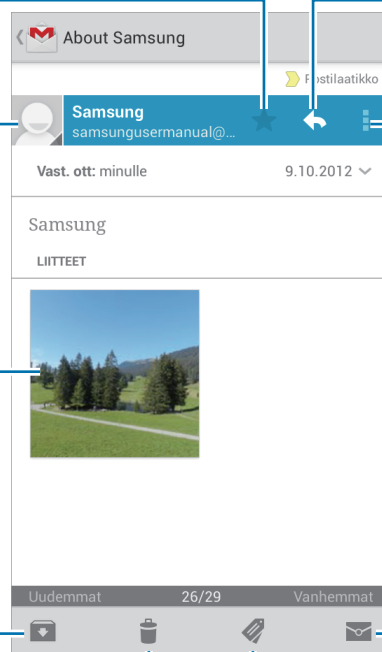 About Samsung
Postilaatikko
Samsung
samsungusermanual@...
Vast. ott: minulle 9.10.2012
Samsung
LIITTEET
Uudemmat 26/29 Vanhemmat